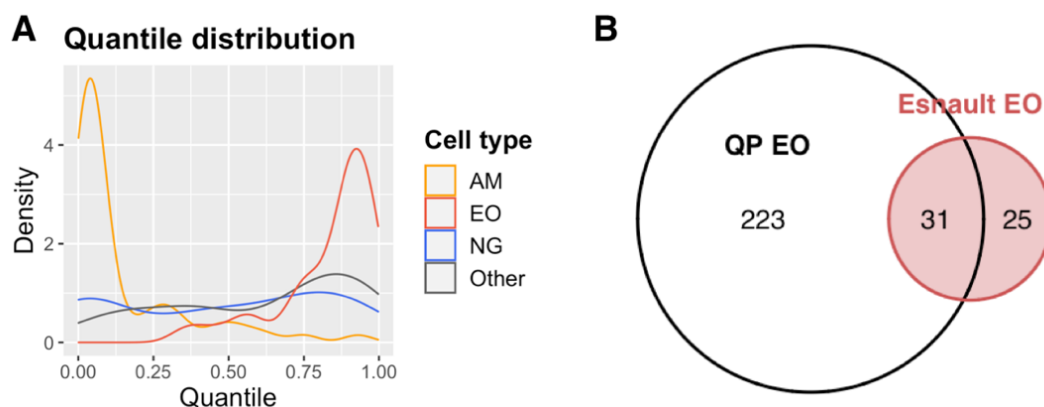 A
Quantile distribution
Density
4
2
0
0.00 0.25 0.50 0.75 1.00
Quantile
Cell type
AM
EO
NG
Other
B
Esnault EO
QP EO
223
31
25